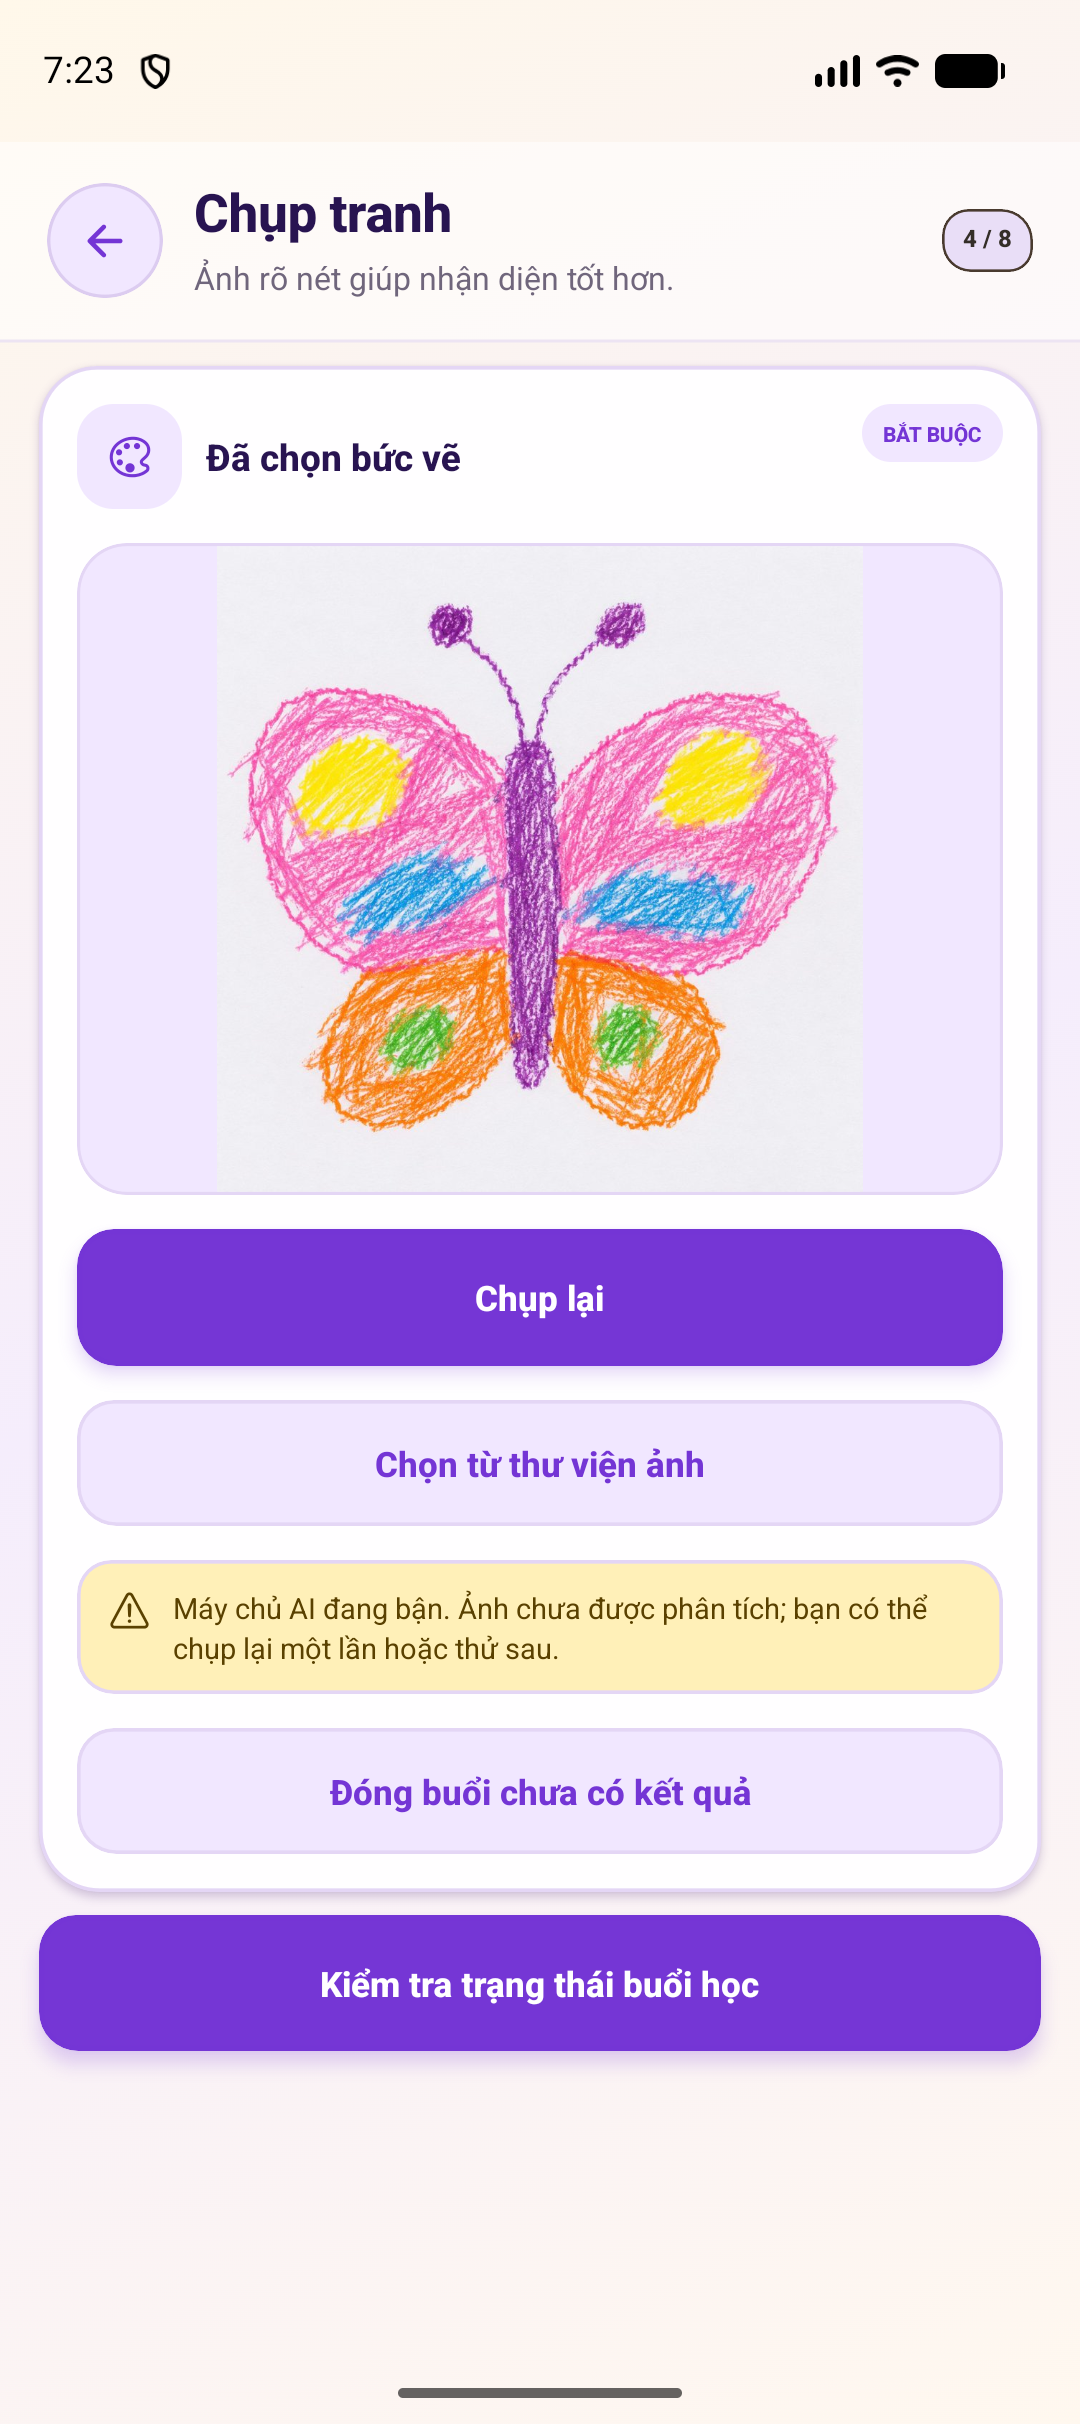 7:23
Chụp tranh
Ảnh rõ nét giúp nhận diện tốt hơn.
4 / 8
Đã chọn bức vẽ
BẮT BUỘC
Chụp lại
Chọn từ thư viện ảnh
Máy chủ AI đang bận. Ảnh chưa được phân tích; bạn có thể
chụp lại một lần hoặc thử sau.
Đóng buổi chưa có kết quả
Kiểm tra trạng thái buổi học